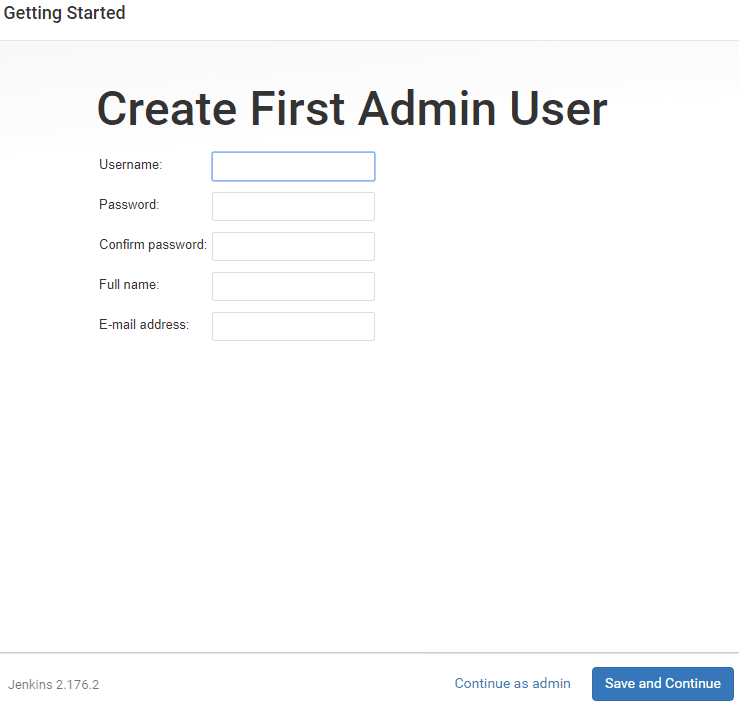 Getting Started
Create First Admin User
Username:
Password:
Confirm password:
Full name:
E-mail address:
Jenkins 2.176.2
Continue as admin
Save and Continue